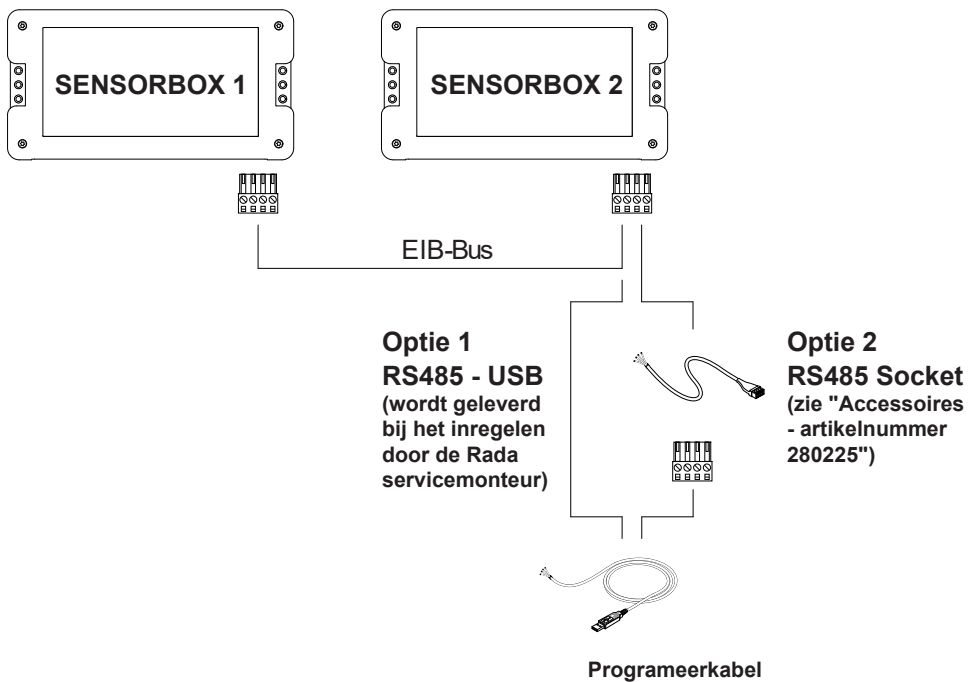 SENSORBOX 1
SENSORBOX 2
EIB-Bus
Optie 1
RS485 - USB
(wordt geleverd
bij het inregelen
door de Rada
servicemonteur)
Optie 2
RS485 Socket
(zie "Accessoires
- artikelnummer
280225")
Programeerkabel